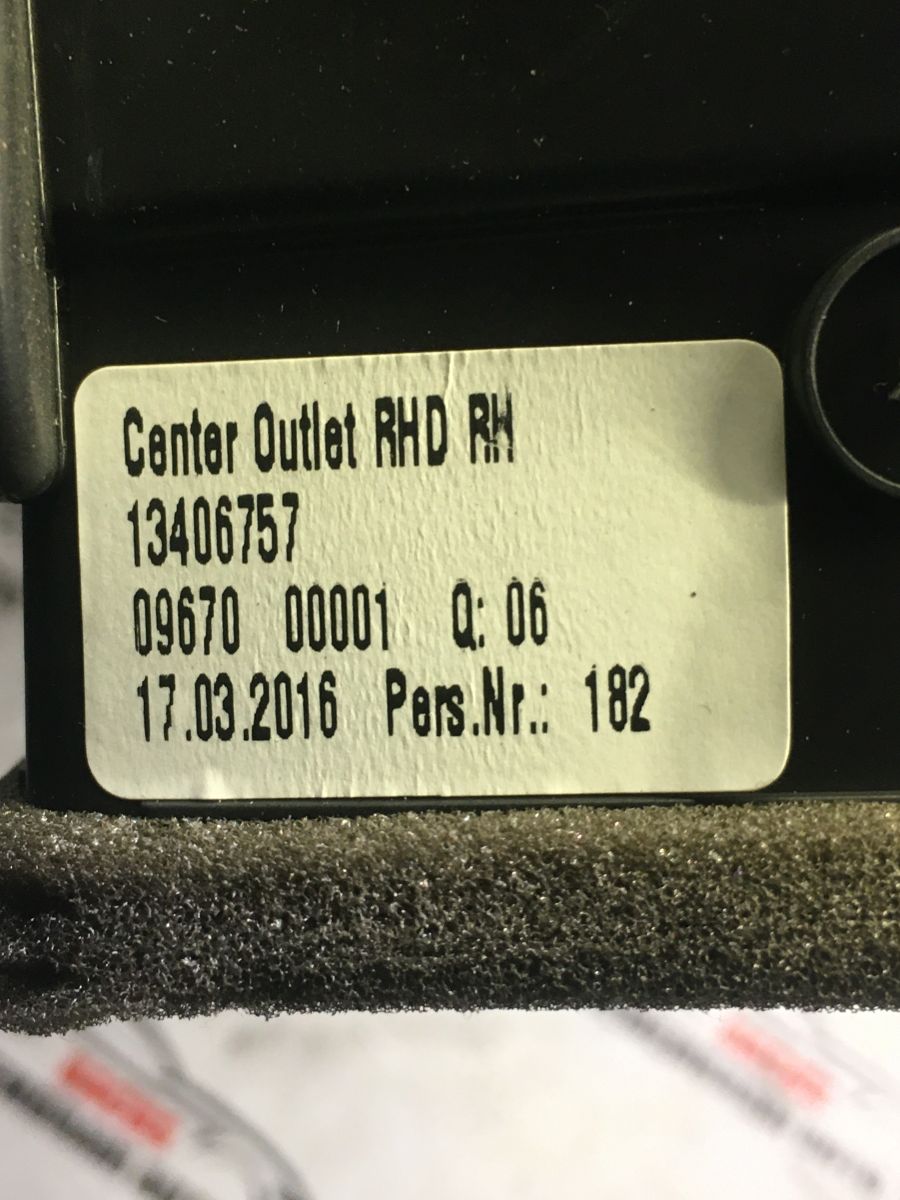 Center Outlet RHD RH
13406757
09670 00001 Q: 06
17.03.2016 Pers.Nr.: 182